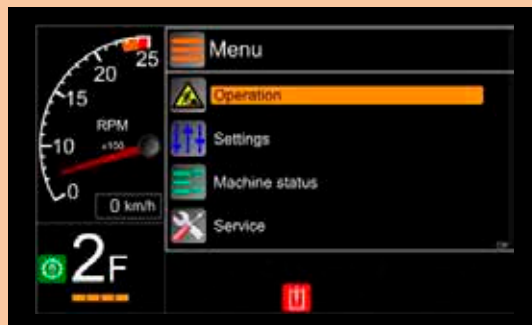 Menu
Operation
Settings
Machine status
Service
25
20
15
RPM
x100
10
0
0 km/h
2F